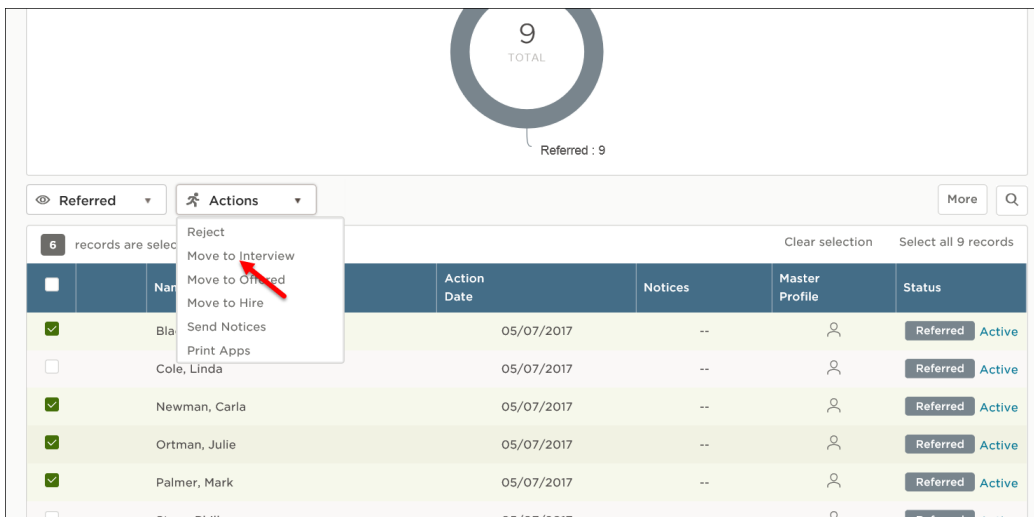 9
TOTAL
Referred : 9
Referred ▼ Actions ▼ More
Reject
Move to Interview
Move to Offered
Move to Hire
Send Notices
Print Apps
6 records are selec Clear selection Select all 9 records
Nam Action Date Notices Master Profile Status
Bla 05/07/2017 -- Referred Active
Cole, Linda 05/07/2017 -- Referred Active
Newman, Carla 05/07/2017 -- Referred Active
Ortman, Julie 05/07/2017 -- Referred Active
Palmer, Mark 05/07/2017 -- Referred Active